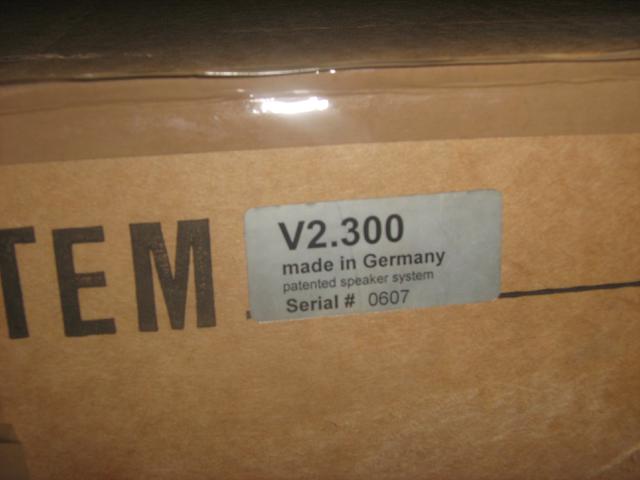 TEM
V2.300
made in Germany
patented speaker system
Serial # 0607